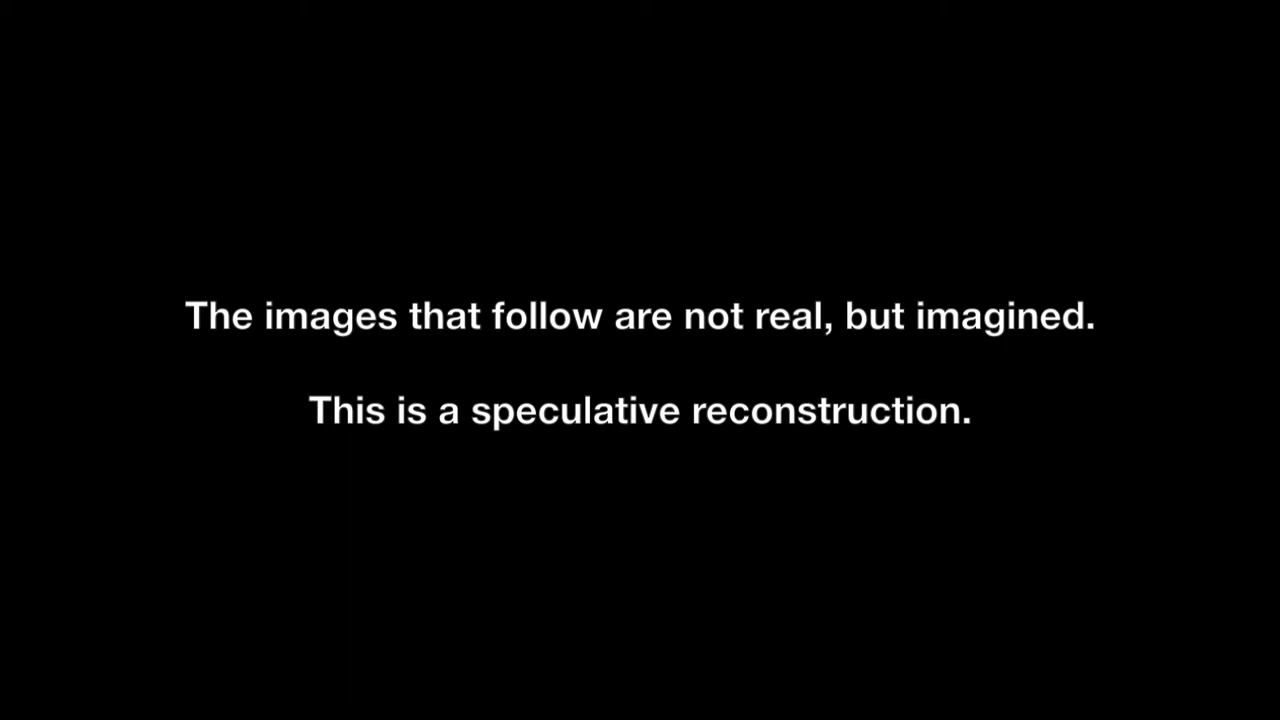 The images that follow are not real, but imagined.
This is a speculative reconstruction.